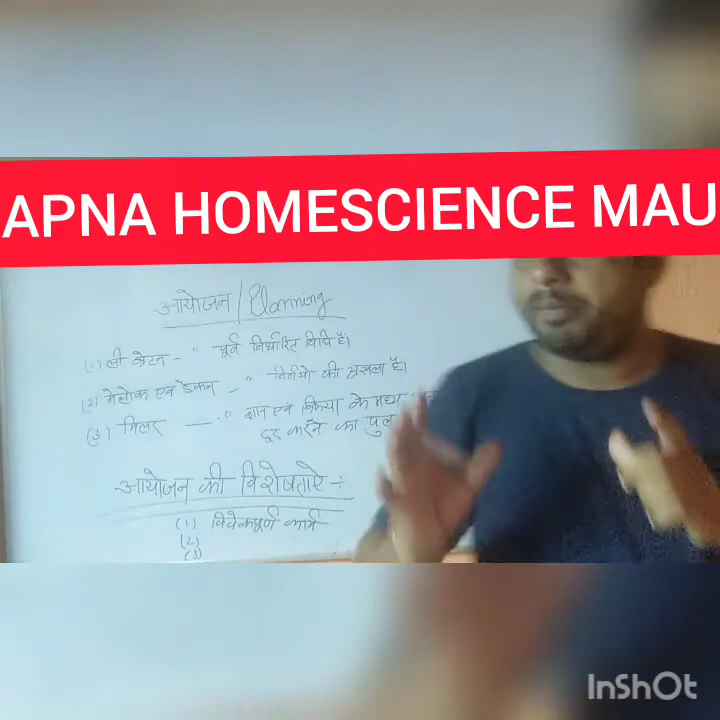 APNA HOMESCIENCE MAU
आयोजन / Planning
(1) ली ब्रेटन - " पूर्व निर्धारित विधि है।
(2) एवं - " की श्रंखला है।
(3) मिलर - " ज्ञान एवं क्रिया के मध्य
दूर करने का पुल
आयोजन की विशेषताऐ :-
(1) विवेकपूर्ण कार्य
(2)
(3)
InShOt